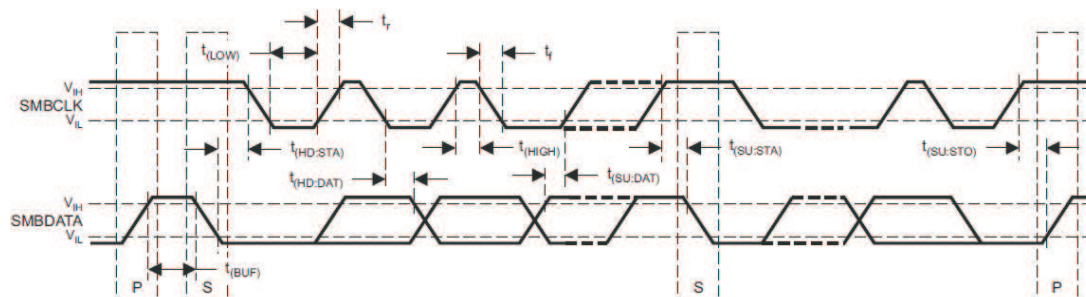 tr
t(LOW)
tf
VIH
SMBCLK
VIL
t(HD:STA)
t(HIGH)
t(SU:STA)
t(SU:STO)
t(HD:DAT)
t(SU:DAT)
VIH
SMBDATA
VIL
t(BUF)
P
S
S
P